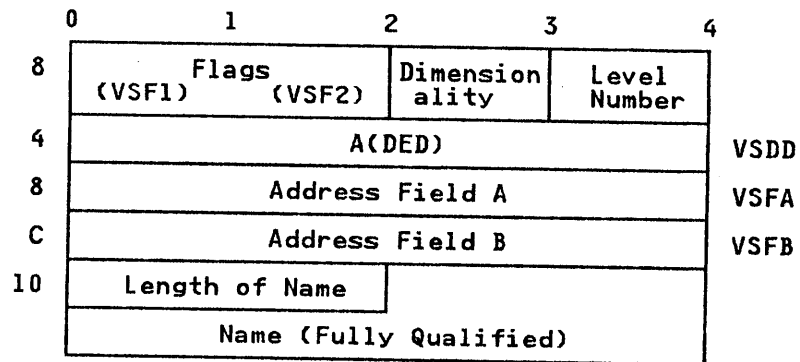 0 1 2 3 4
8 Flags Dimension Level
(VSF1) (VSF2) ality Number
4 A(DED) VSDD
8 Address Field A VSFA
C Address Field B VSFB
10 Length of Name
Name (Fully Qualified)